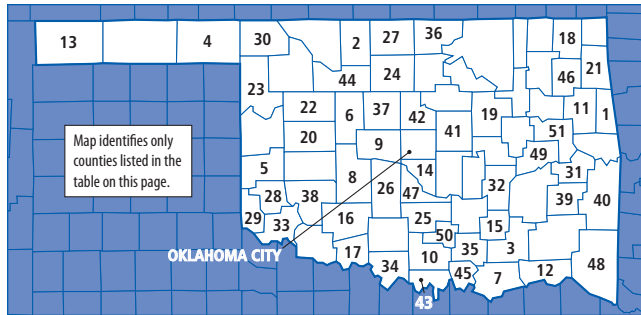 13 4 30 2 27 36 18
23 44 24 46 21
22 6 37 42 19 11 1
20 9 41 51
49
5 8 14 31
28 38 26 47 32 39 40
29 33 16 25 15
50 35 3
17 34 10 45 7 12 48
43
Map identifies only
counties listed in the
table on this page.
OKLAHOMA CITY